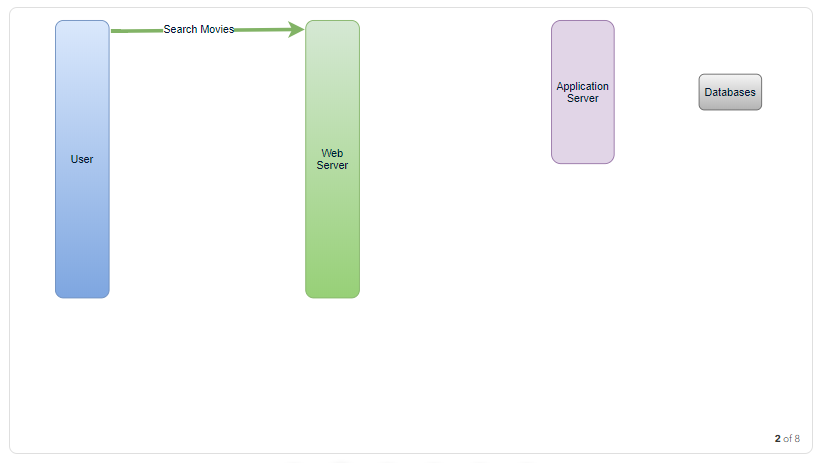 Search Movies
User
Web
Server
Application
Server
Databases
2 of 8